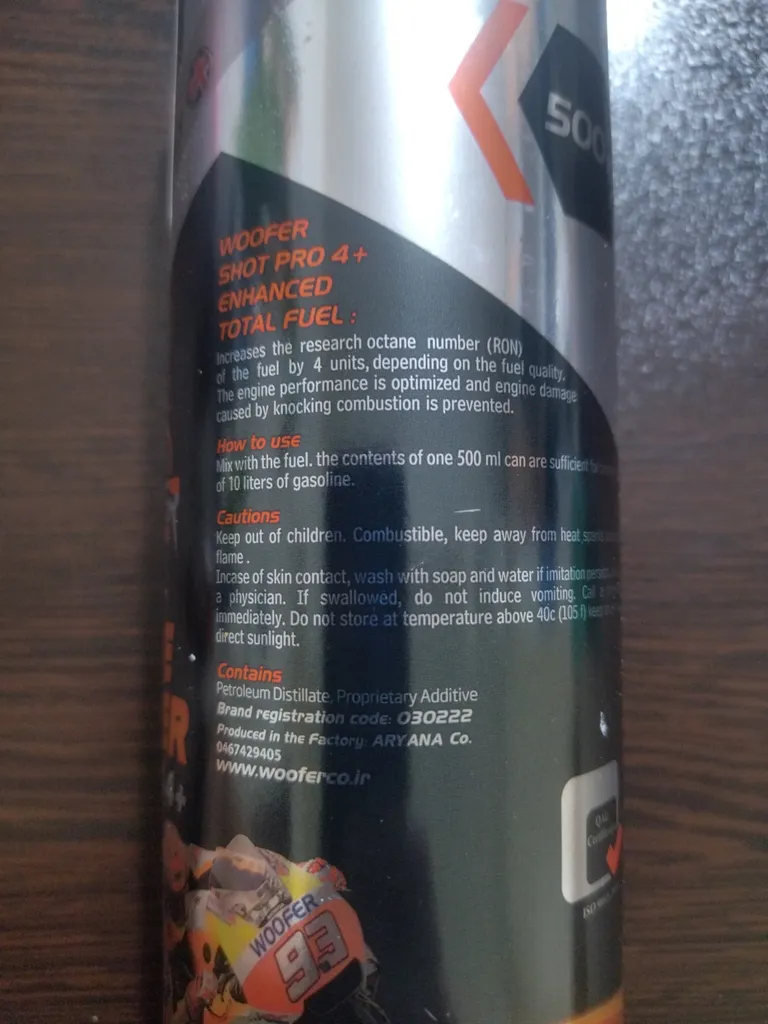 500
WOOFER
SHOT PRO 4+
ENHANCED
TOTAL FUEL :
Increases the research octane number (RON)
of the fuel by 4 units, depending on the fuel quality.
The engine performance is optimized and engine damage
caused by knocking combustion is prevented.
How to use
Mix with the fuel. the contents of one 500 ml can are sufficient
of 10 liters of gasoline.
Cautions
Keep out of children. Combustible, keep away from heat
flame .
Incase of skin contact, wash with soap and water if imitation
a physician. If swallowed, do not induce vomiting. Call
immediately. Do not store at temperature above 40c (105 f)
direct sunlight.
Contains
Petroleum Distillate, Proprietary Additive
Brand registration code: 030222
Produced in the Factory: ARYANA Co.
0467429405
www.wooferco.ir
E
ER
4+
WOOFER
93
ISO